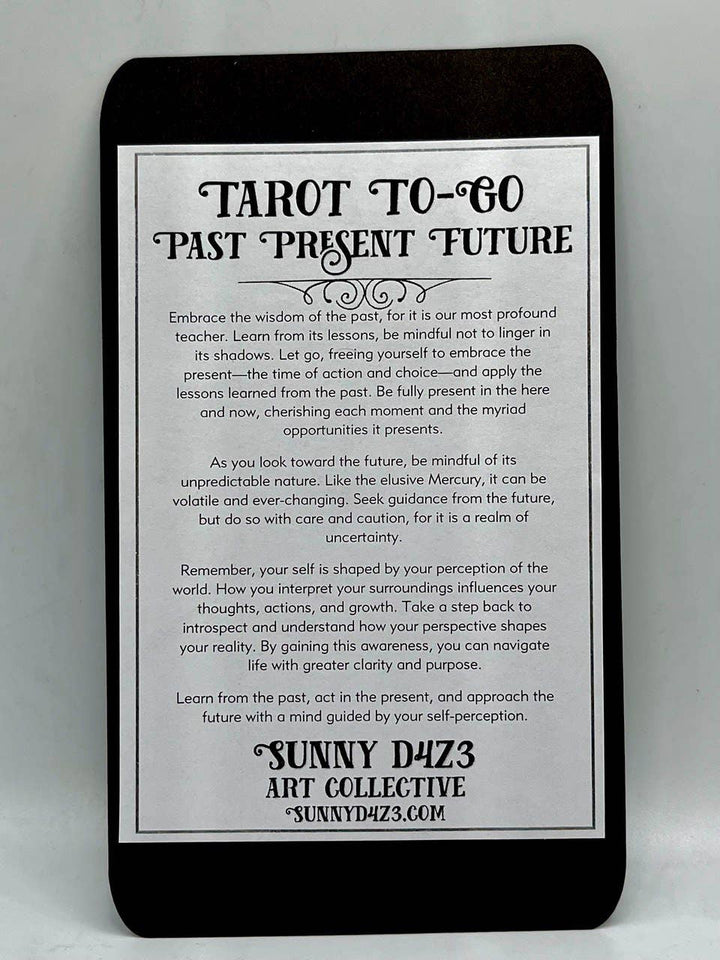 TAROT TO-GO
PAST PRESENT FUTURE
Embrace the wisdom of the past, for it is our most profound
teacher. Learn from its lessons, be mindful not to linger in
its shadows. Let go, freeing yourself to embrace the
present—the time of action and choice—and apply the
lessons learned from the past. Be fully present in the here
and now, cherishing each moment and the myriad
opportunities it presents.
As you look toward the future, be mindful of its
unpredictable nature. Like the elusive Mercury, it can be
volatile and ever-changing. Seek guidance from the future,
but do so with care and caution, for it is a realm of
uncertainty.
Remember, your self is shaped by your perception of the
world. How you interpret your surroundings influences your
thoughts, actions, and growth. Take a step back to
introspect and understand how your perspective shapes
your reality. By gaining this awareness, you can navigate
life with greater clarity and purpose.
Learn from the past, act in the present, and approach the
future with a mind guided by your self-perception.
SUNNY D4Z3
ART COLLECTIVE
SUNNYD4Z3.COM